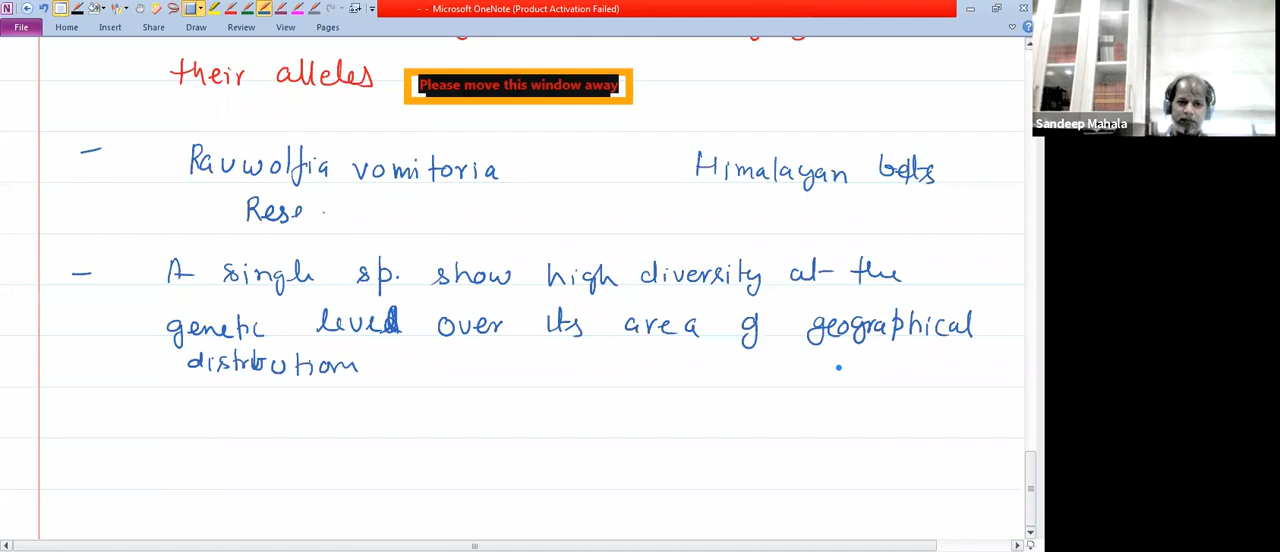 - - Microsoft OneNote (Product Activation Failed)
File Home Insert Share Draw Review View
their alleles
Please move this window away
Sandeep Mahala
- Rauwolfia vomitoria Himalayan belts
Rese
- A single sp. show high diversity at the
genetic level over its area of geographical
distribution